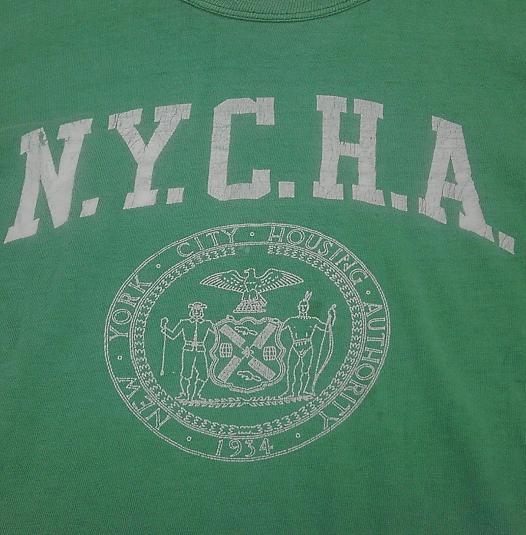 N.Y.C.H.A.
NEW · YORK · CITY · HOUSING · AUTHORITY
· 1934 ·